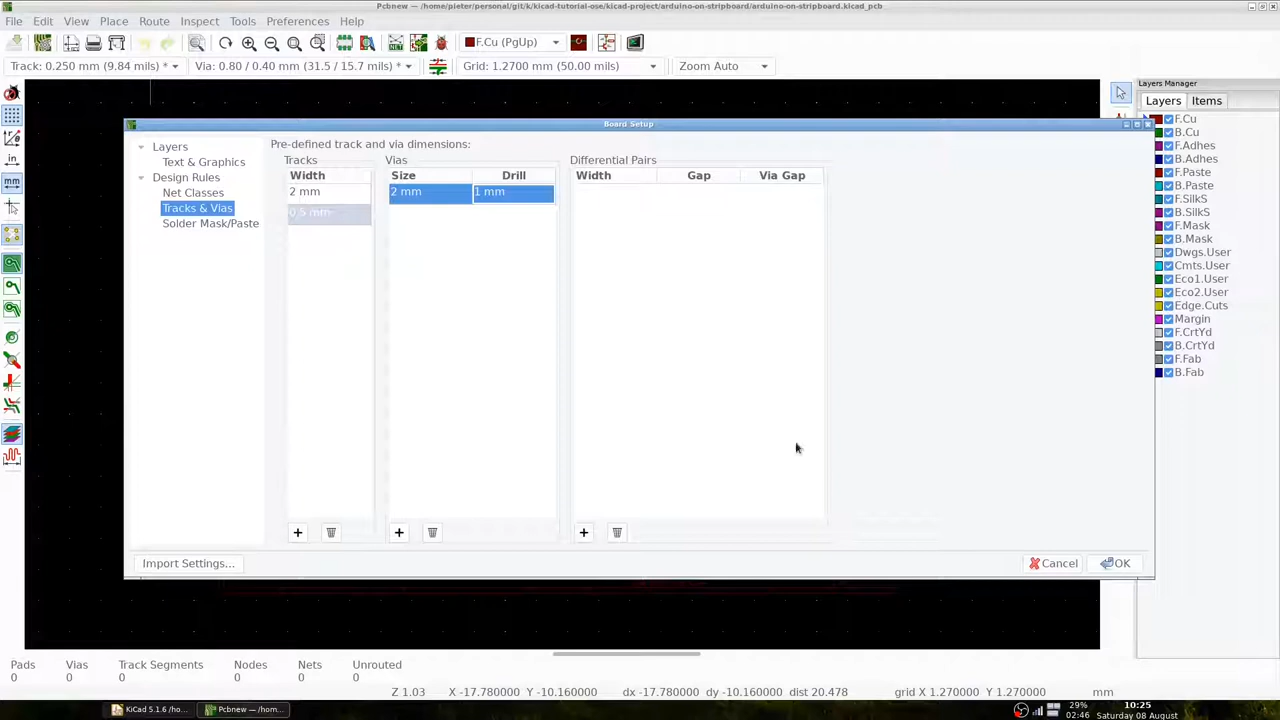 Pcbnew — /home/pieter/personal/git/k/kicad-tutorial-ose/kicad-project/arduino-on-stripboard/arduino-on-stripboard.kicad_pcb
File Edit View Place Route Inspect Tools Preferences Help
F.Cu (PgUp)
Track: 0.250 mm (9.84 mils) * Via: 0.80 / 0.40 mm (31.5 / 15.7 mils) * Grid: 1.2700 mm (50.00 mils) Zoom Auto
Layers Manager
Layers Items
F.Cu
B.Cu
F.Adhes
B.Adhes
F.Paste
B.Paste
F.SilkS
B.SilkS
F.Mask
B.Mask
Dwgs.User
Cmts.User
Eco1.User
Eco2.User
Edge.Cuts
Margin
F.CrtYd
B.CrtYd
F.Fab
B.Fab
in
mm
Board Setup
Layers
Text & Graphics
Design Rules
Net Classes
Tracks & Vias
Solder Mask/Paste
Pre-defined track and via dimensions:
Tracks Vias Differential Pairs
Width Size Drill Width Gap Via Gap
2 mm 2 mm 1 mm
0.5 mm
Import Settings...
Cancel OK
Pads Vias Track Segments Nodes Nets Unrouted
0 0 0 0 0 0
Z 1.03 X -17.780000 Y -10.160000 dx -17.780000 dy -10.160000 dist 20.478 grid X 1.270000 Y 1.270000 mm
KiCad 5.1.6 /ho... Pcbnew — /hom...
29%
02:46
10:25
Saturday 08 August